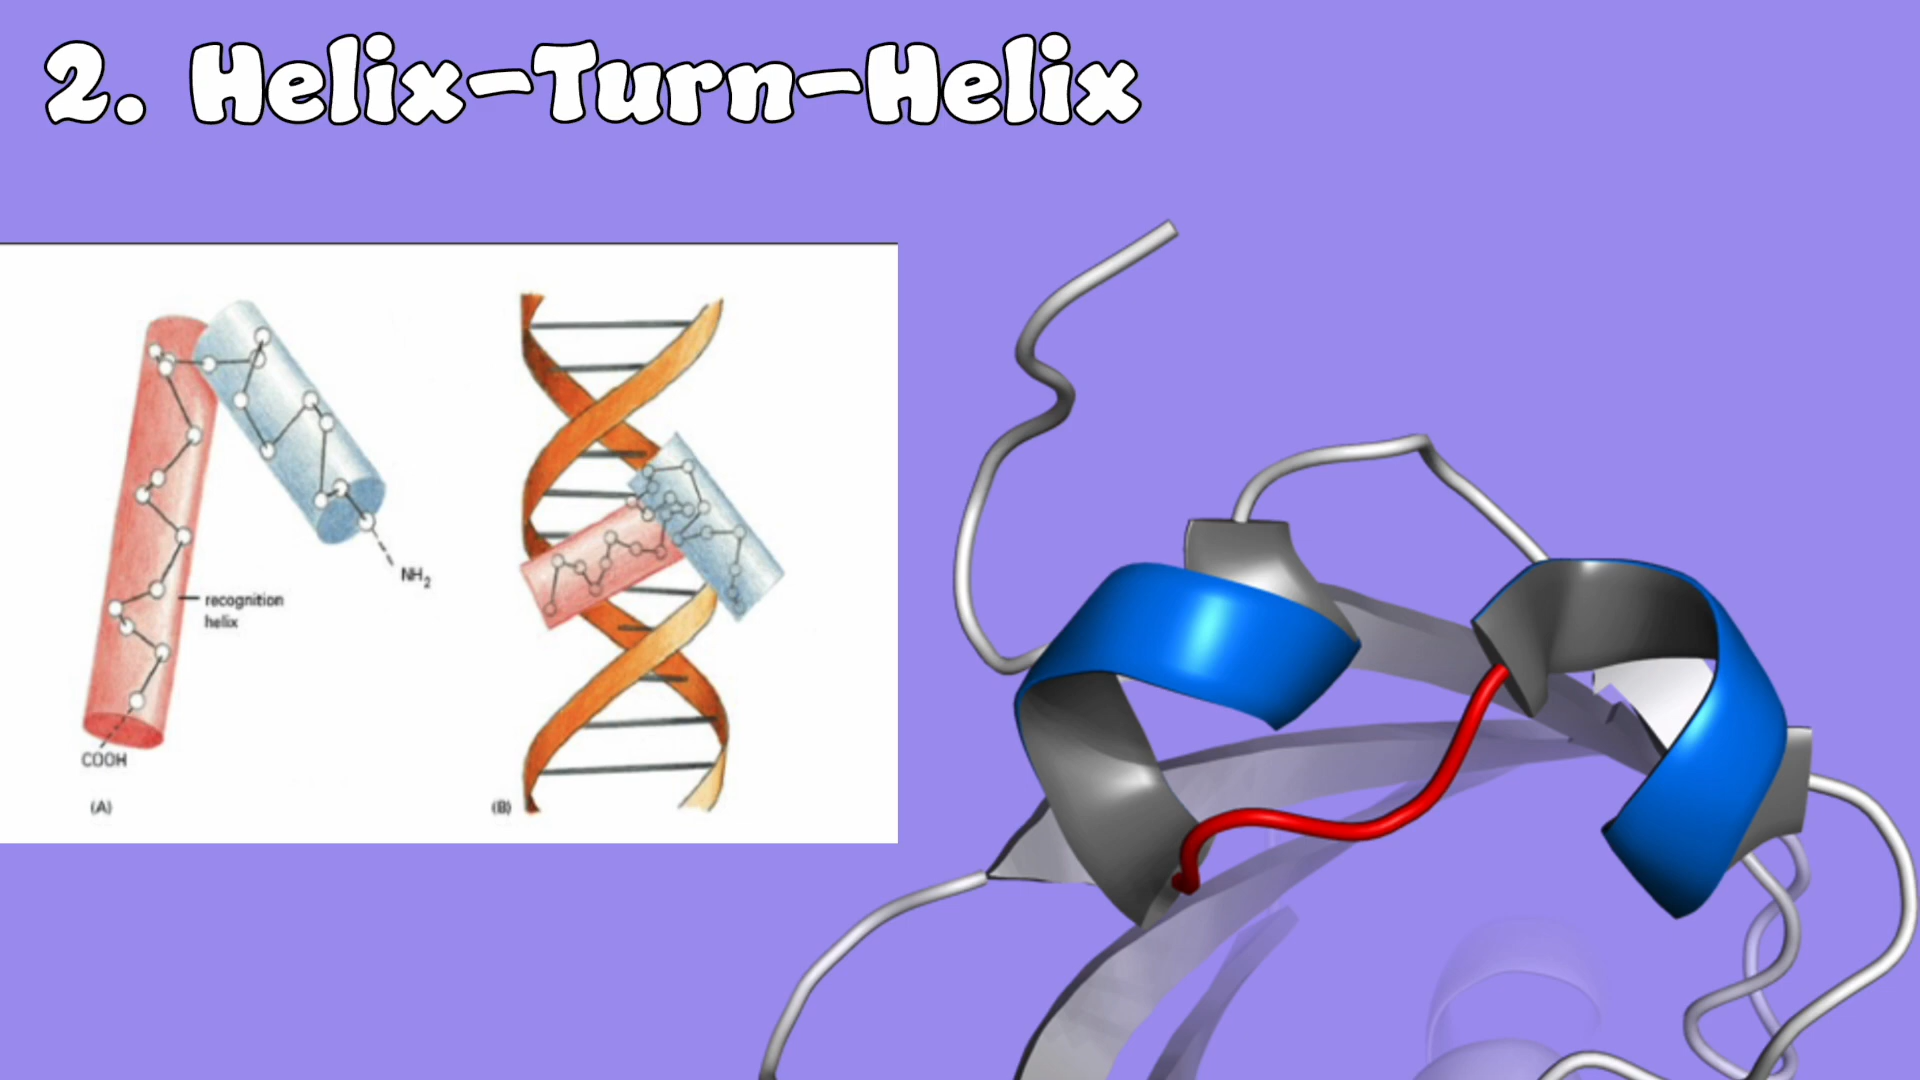 2. Helix-Turn-Helix
NH2
recognition
helix
COOH
(A)
(B)